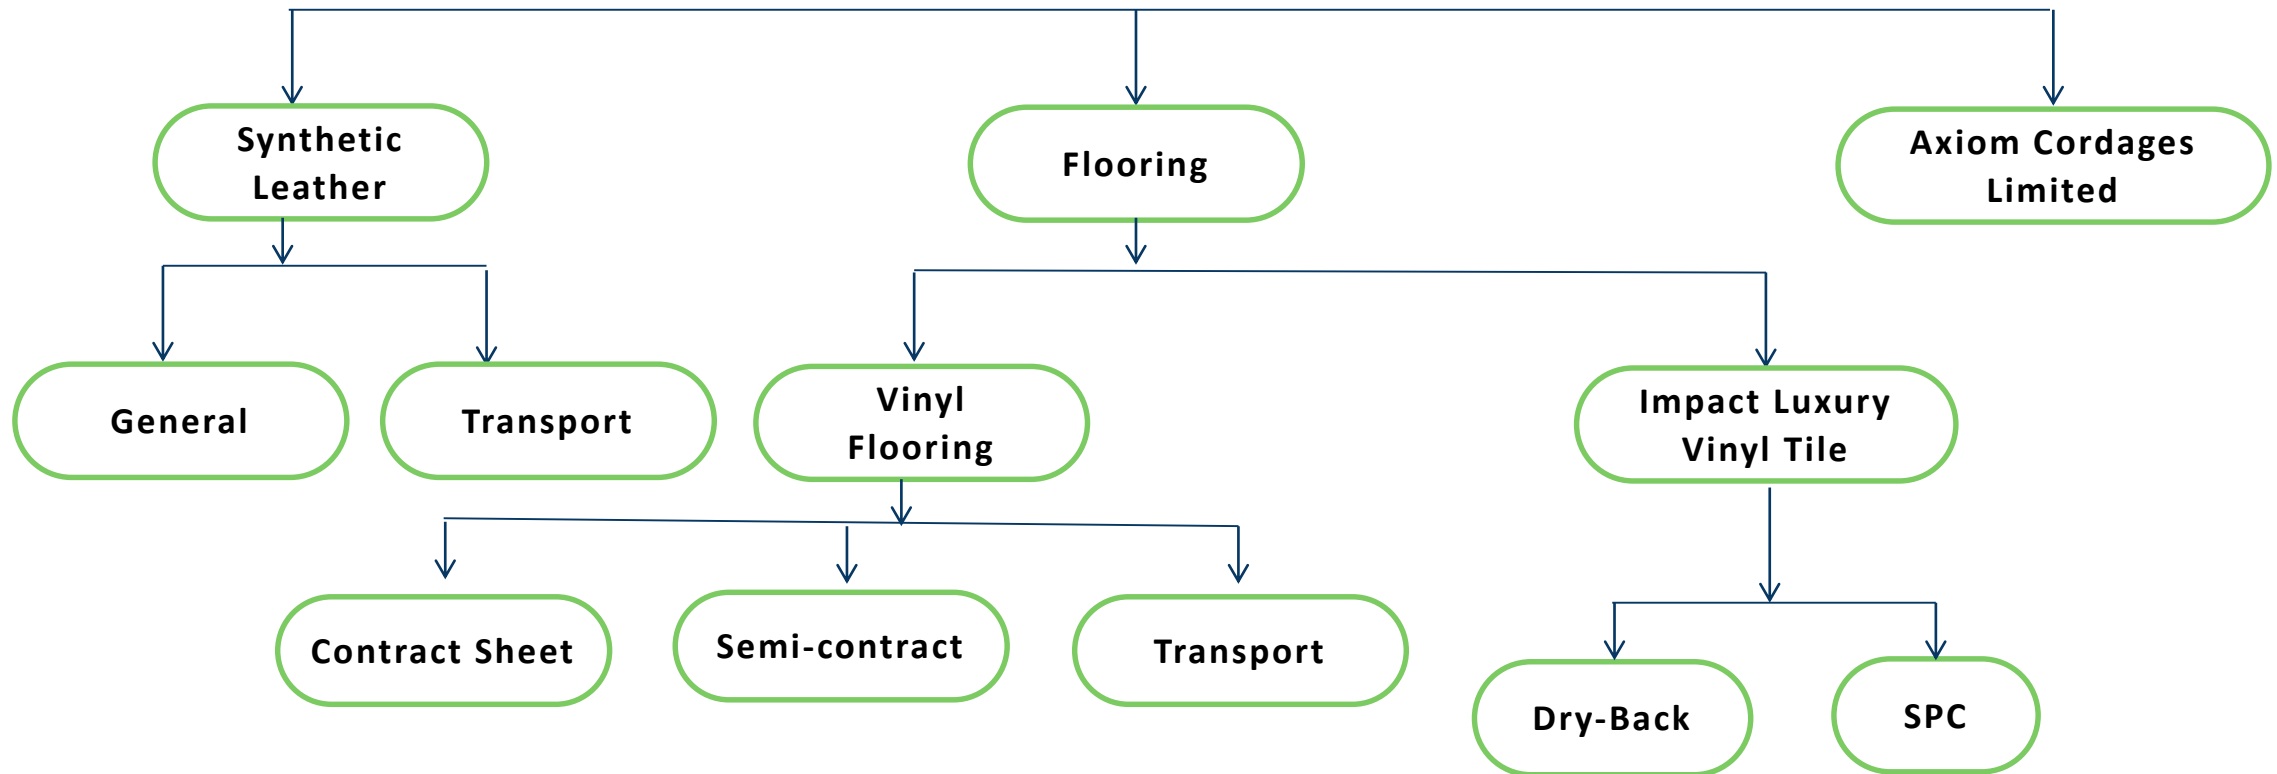 Synthetic
Leather
Flooring
Axiom Cordages
Limited
General
Transport
Vinyl
Flooring
Impact Luxury
Vinyl Tile
Contract Sheet
Semi-contract
Transport
Dry-Back
SPC